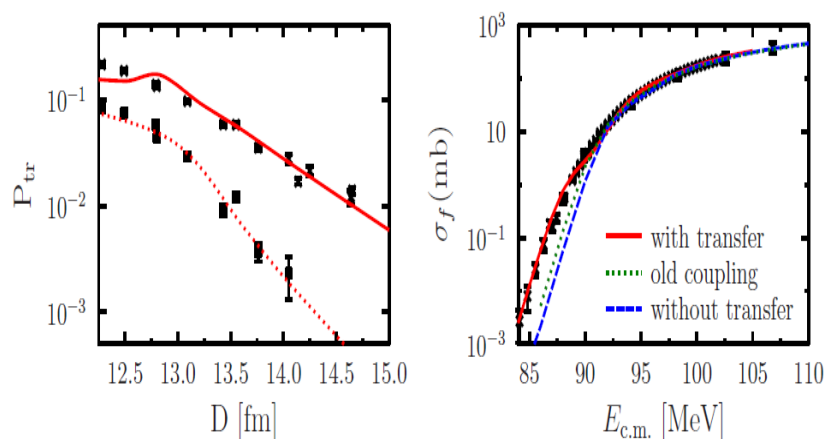 P_tr
10^-1
10^-2
10^-3
12.5 13.0 13.5 14.0 14.5 15.0
D [fm]
σ_f(mb)
10^3
10
10^-1
10^-3
with transfer
old coupling
without transfer
85 90 95 100 105 110
E_c.m. [MeV]